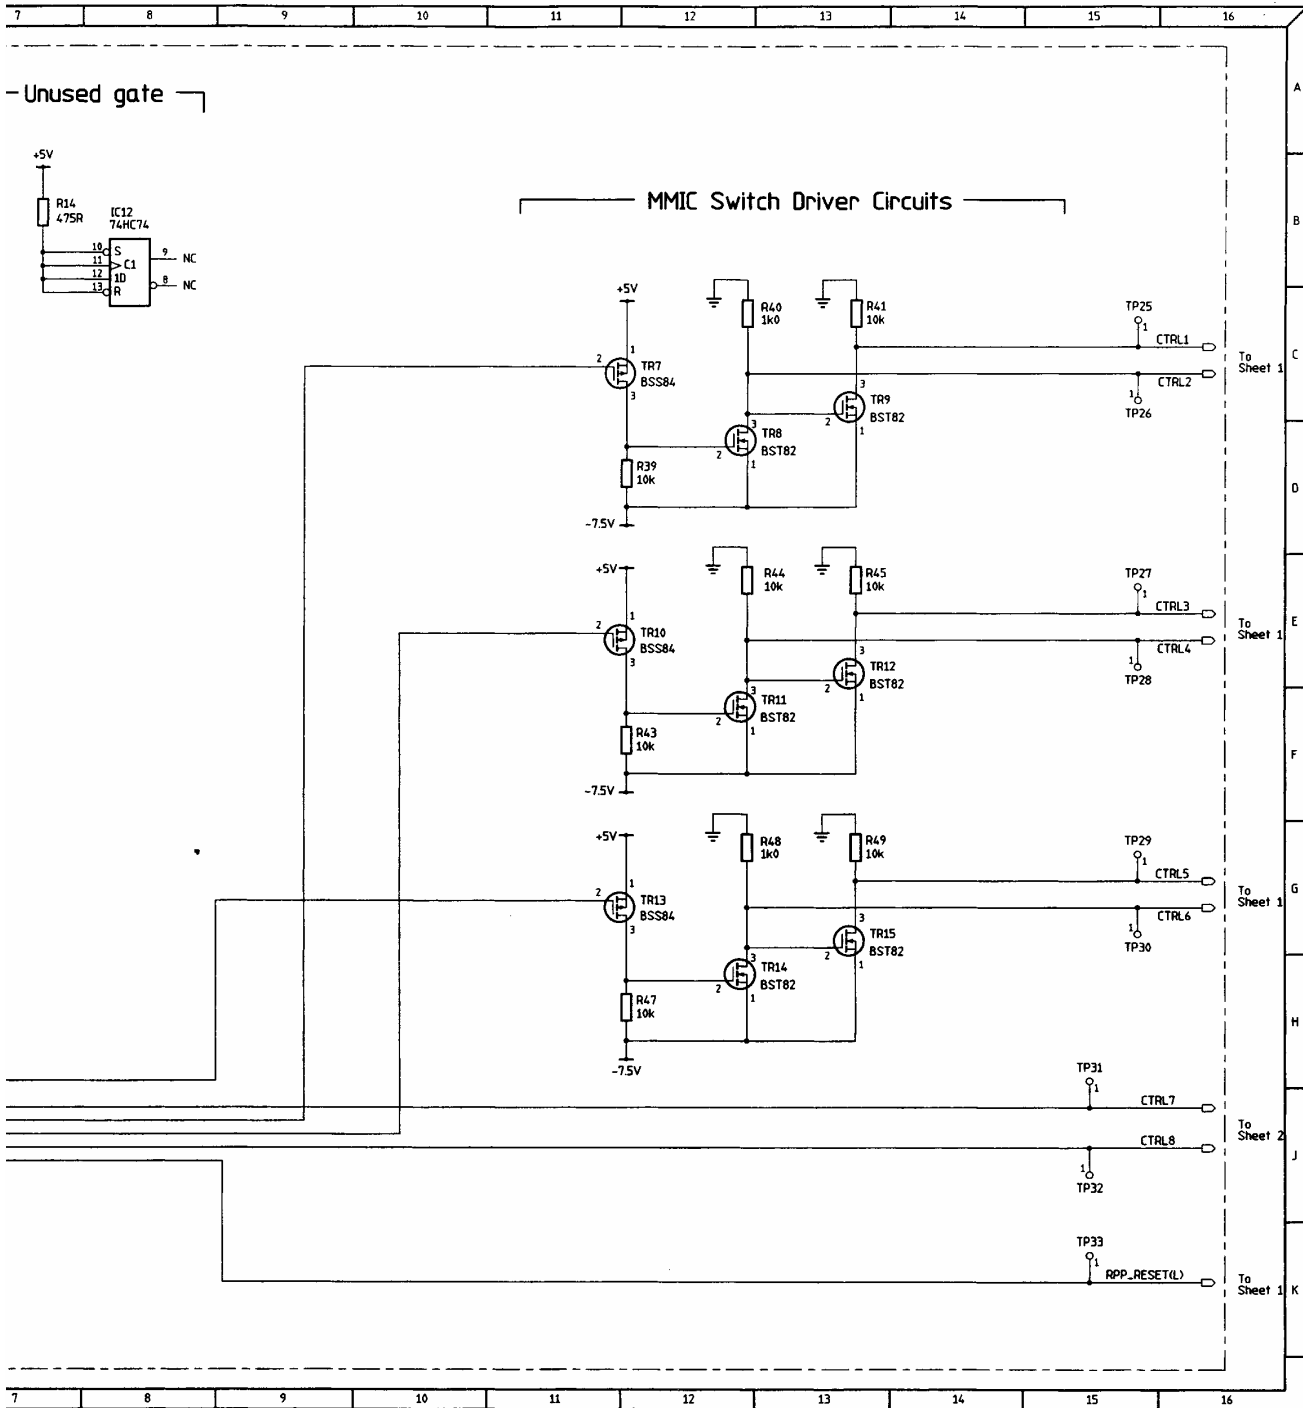 7 8 9 10 11 12 13 14 15 16
A
Unused gate
+5V
R14
475R
IC12
74HC74
10 S 9 NC
11 C1
12 1D 8 NC
13 R
MMIC Switch Driver Circuits
B
+5V
R40
1k0
R41
10k
TP25
1
CTRL1
To
Sheet 1
C
2 1
TR7
BSS84
3
CTRL2
1
TP26
3
TR9
BST82
2 1
3
TR8
BST82
2 1
R39
10k
D
-7.5V
+5V
R44
10k
R45
10k
TP27
1
CTRL3
To
Sheet 1
E
2 1
TR10
BSS84
3
CTRL4
1
TP28
3
TR12
BST82
2 1
3
TR11
BST82
2 1
R43
10k
F
-7.5V
+5V
R48
1k0
R49
10k
TP29
1
CTRL5
To
Sheet 1
G
2 1
TR13
BSS84
3
CTRL6
1
TP30
3
TR15
BST82
2 1
3
TR14
BST82
2 1
R47
10k
H
-7.5V
TP31
1
CTRL7
To
Sheet 2
CTRL8
J
1
TP32
TP33
1
RPP_RESET(L)
To
Sheet 1
K
7 8 9 10 11 12 13 14 15 16